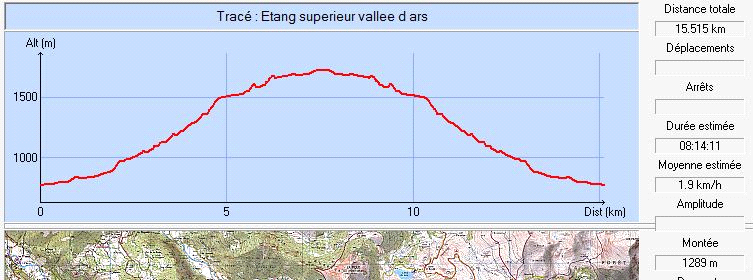 Tracé : Etang superieur vallee d ars
Alt (m)
1500
1000
0
5
10
Dist (km)
Distance totale
15.515 km
Déplacements
Arrêts
Durée estimée
08:14:11
Moyenne estimée
1.9 km/h
Amplitude
Montée
1289 m